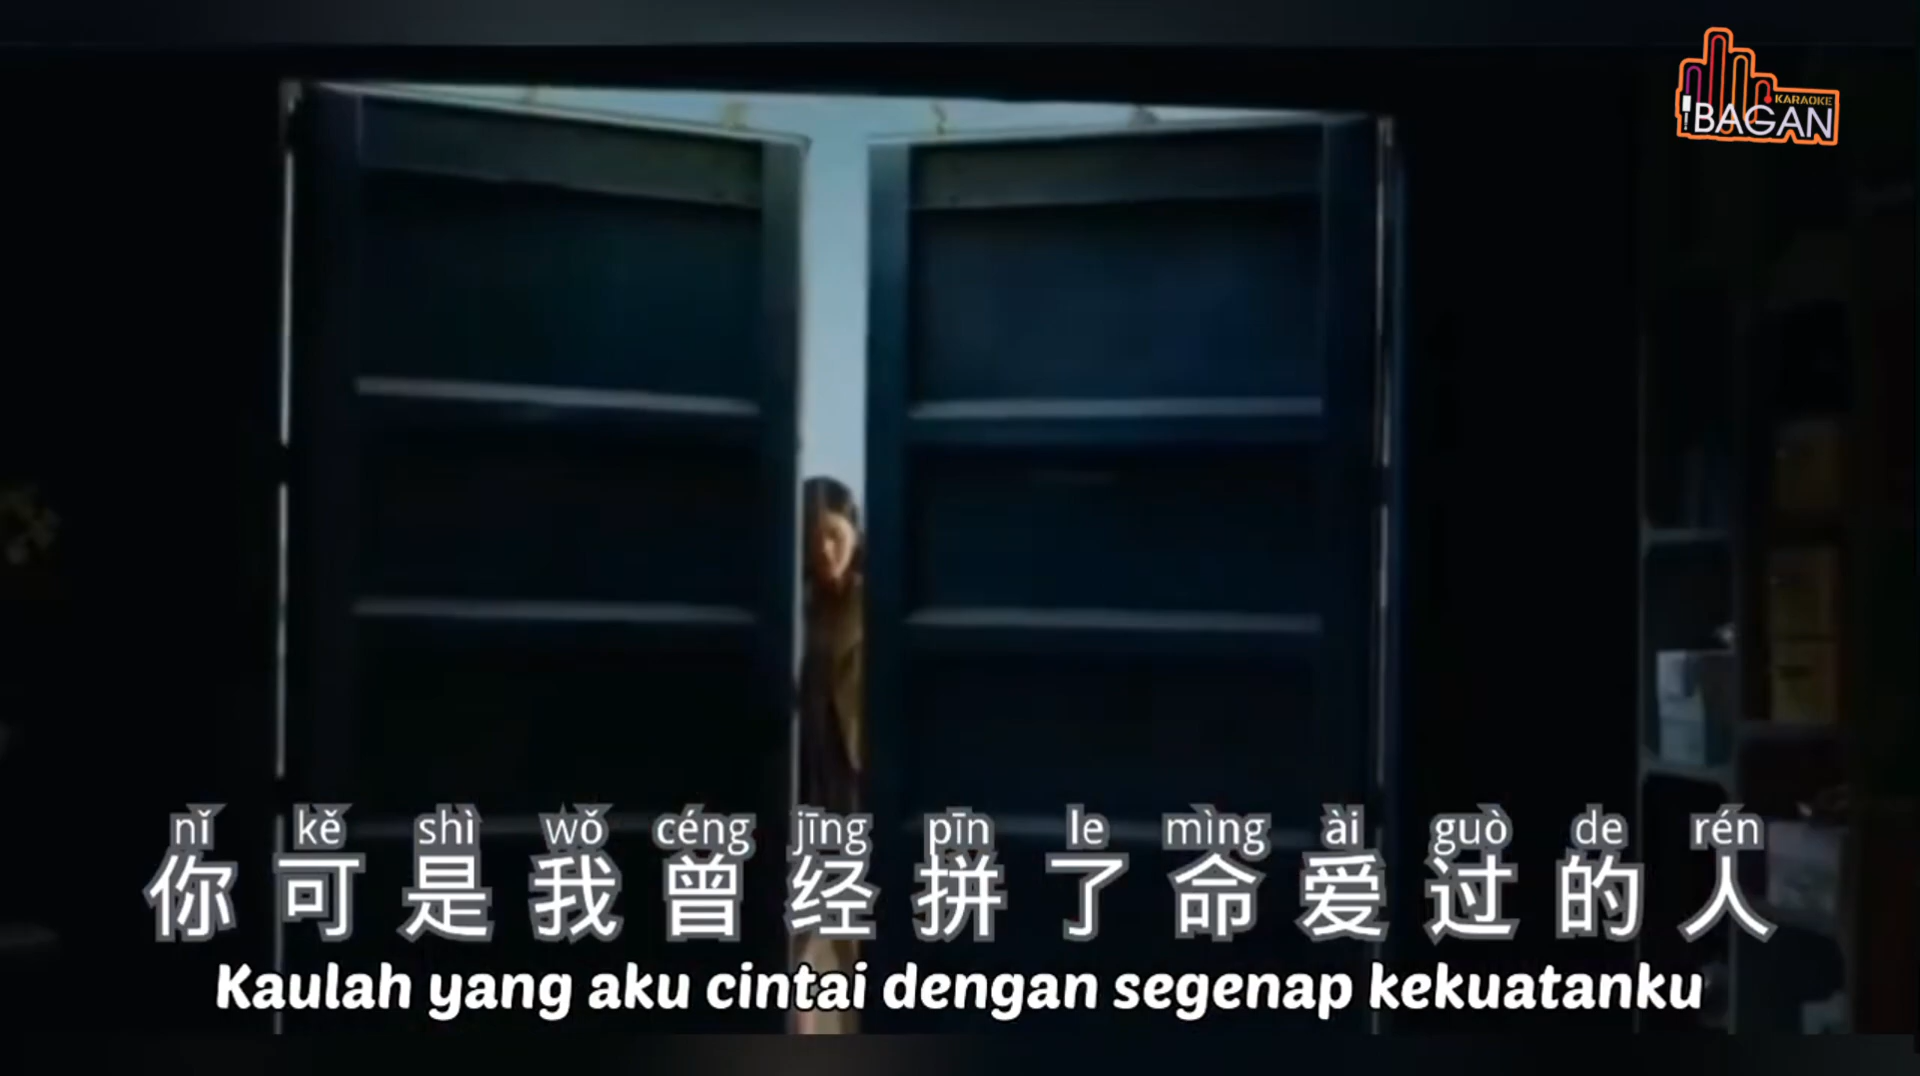 KARAOKE
BAGAN
nǐ kě shì wǒ céng jīng pīn le mìng ài guò de rén
你可是我曾经拼了命爱过的人
Kaulah yang aku cintai dengan segenap kekuatanku